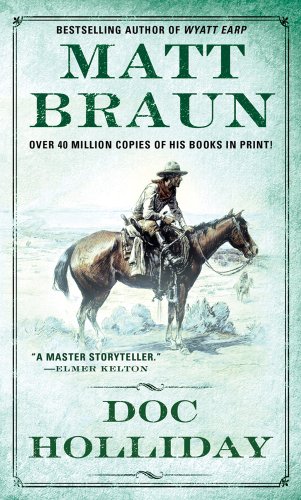 BESTSELLING AUTHOR OF WYATT EARP
MATT
BRAUN
OVER 40 MILLION COPIES OF HIS BOOKS IN PRINT!
"A MASTER STORYTELLER."
—ELMER KELTON
DOC
HOLLIDAY